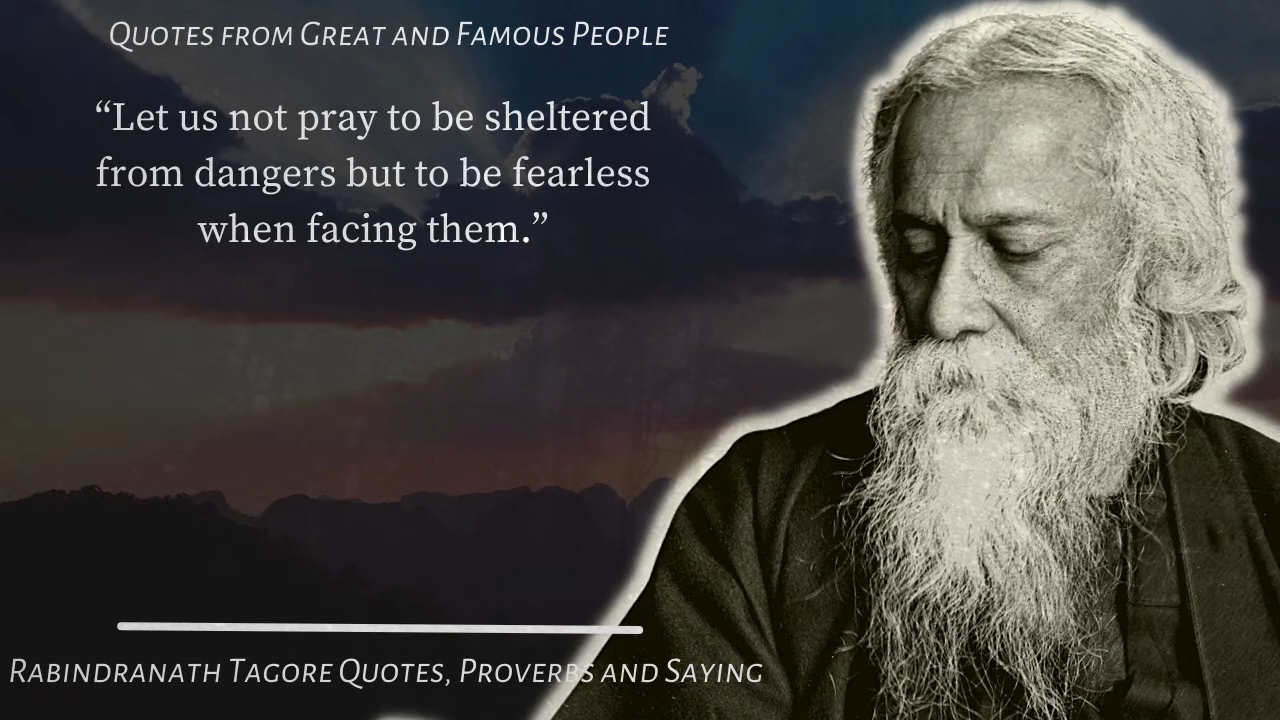 Quotes from Great and Famous People
“Let us not pray to be sheltered
from dangers but to be fearless
when facing them.”
Rabindranath Tagore Quotes, Proverbs and Saying